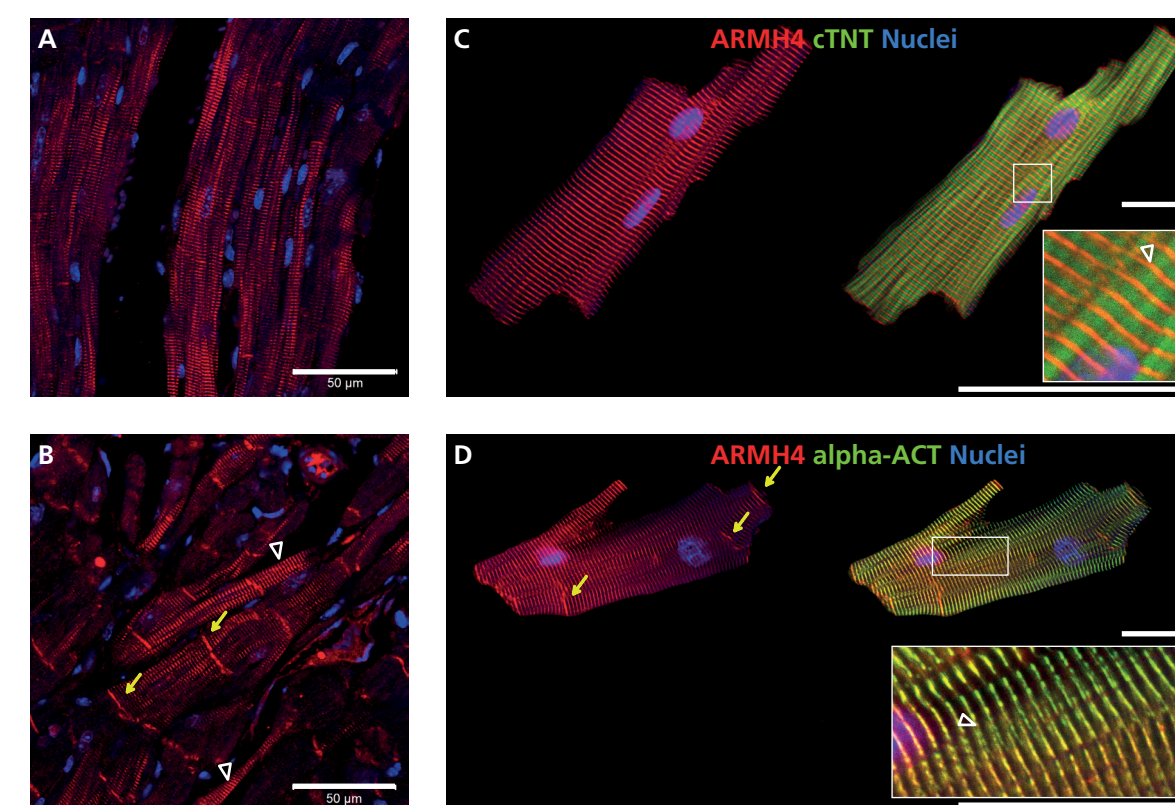 A
50 µm
C
ARMH4 cTNT Nuclei
B
50 µm
D
ARMH4 alpha-ACT Nuclei